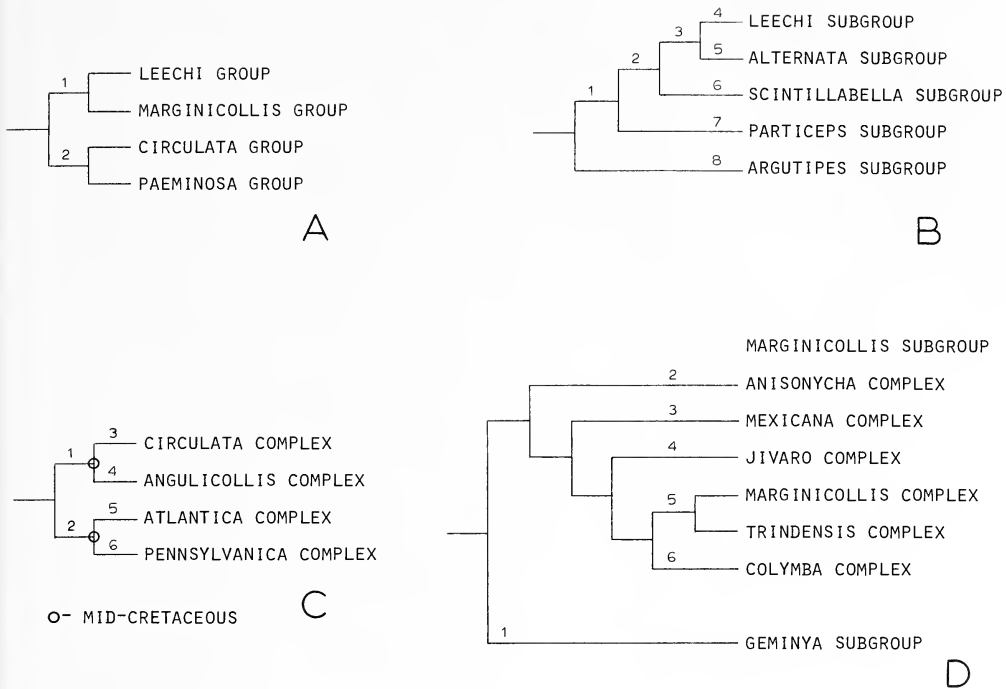 1
LEECHI GROUP
MARGINICOLLIS GROUP
2
CIRCULATA GROUP
PAEMINOSA GROUP
A
1
2
3
4
LEECHI SUBGROUP
5
ALTERNATA SUBGROUP
6
SCINTILLABELLA SUBGROUP
7
PARTICEPS SUBGROUP
8
ARGUTIPES SUBGROUP
B
1
3
CIRCULATA COMPLEX
4
ANGULICOLLIS COMPLEX
2
5
ATLANTICA COMPLEX
6
PENNSYLVANICA COMPLEX
O- MID-CRETACEOUS
C
MARGINICOLLIS SUBGROUP
2
ANISONYCHA COMPLEX
3
MEXICANA COMPLEX
4
JIVARO COMPLEX
5
MARGINICOLLIS COMPLEX
TRINDENSIS COMPLEX
6
COLYMBA COMPLEX
1
GEMINYA SUBGROUP
D